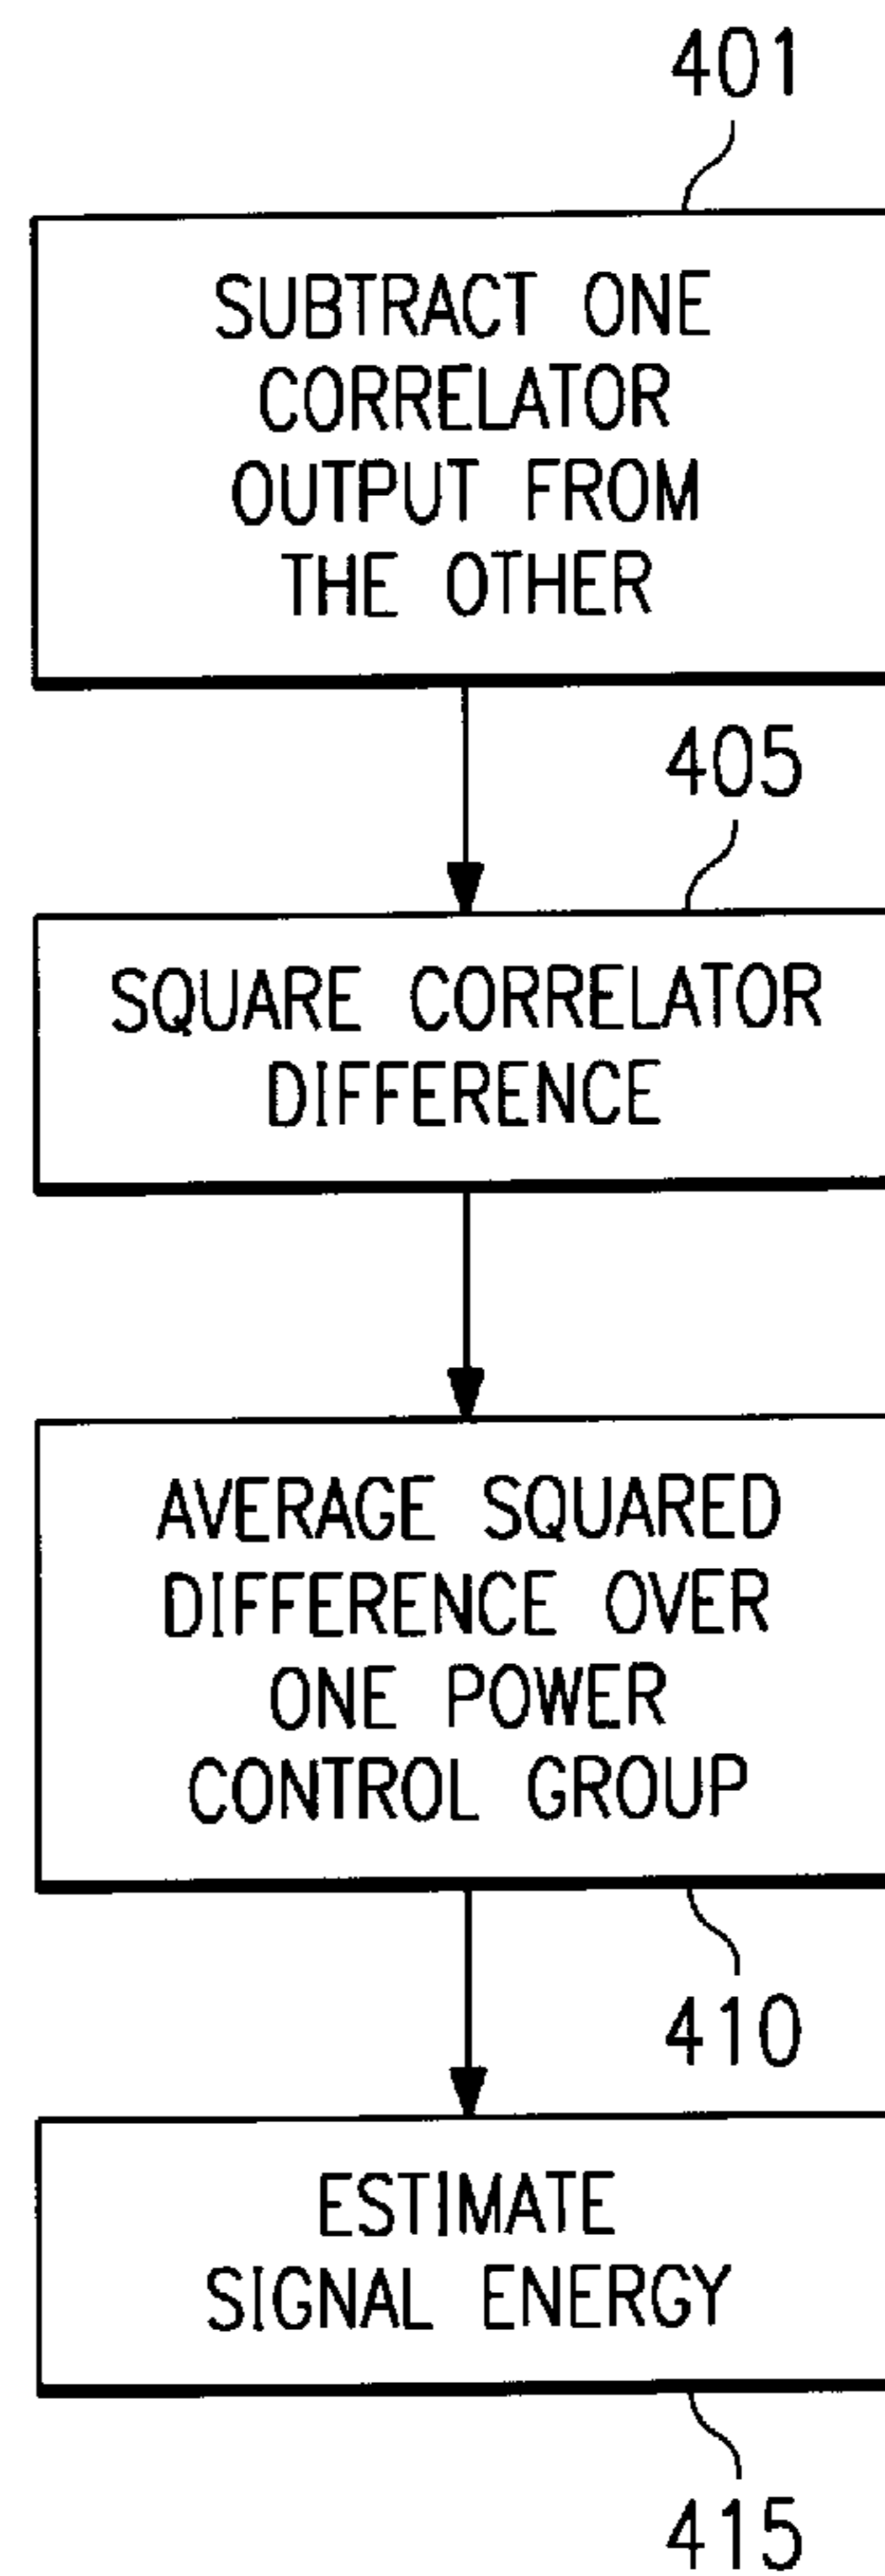 401
SUBTRACT ONE
CORRELATOR
OUTPUT FROM
THE OTHER
405
SQUARE CORRELATOR
DIFFERENCE
AVERAGE SQUARED
DIFFERENCE OVER
ONE POWER
CONTROL GROUP
410
ESTIMATE
SIGNAL ENERGY
415